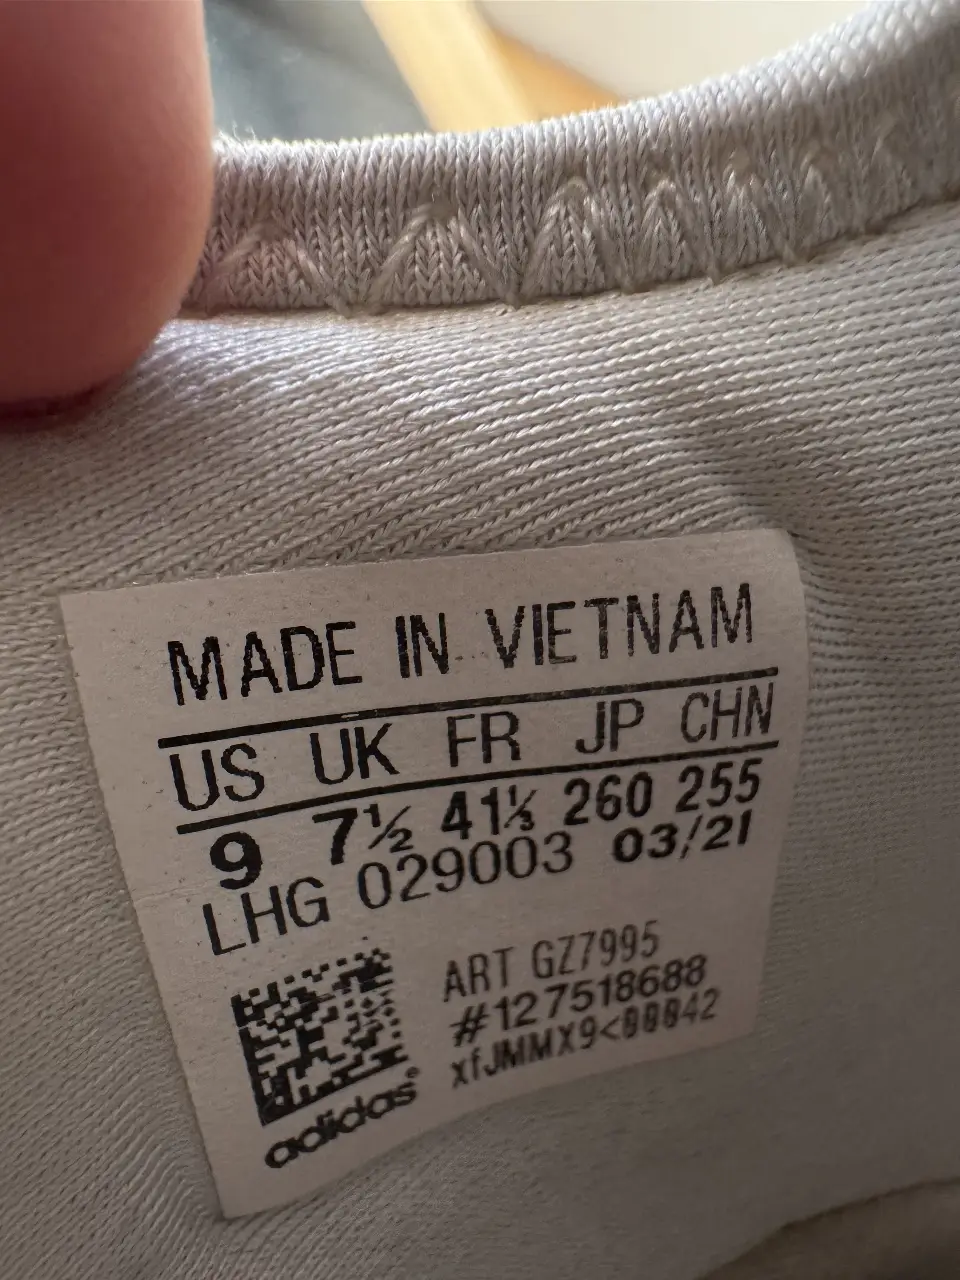 MADE IN VIETNAM
US UK FR JP CHN
9 7½ 41⅓ 260 255
LHG 029003 03/21
ART GZ7995
#127518688
xfJMMX9<00042
adidas®